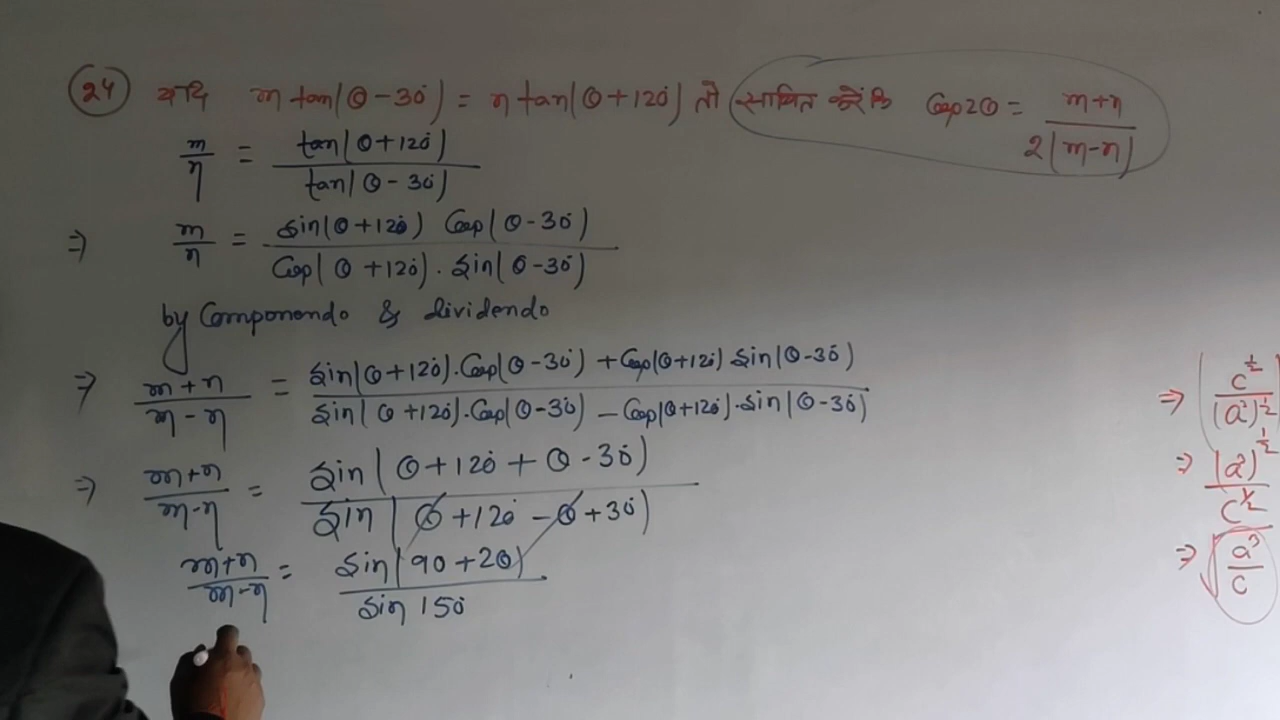 (24) यदि m tan(θ-30°) = n tan(θ+120°) तो साबित करें कि Cos2θ = m+n / 2(m-n)
m/n = tan(θ+120°) / tan(θ-30°)
⇒ m/n = sin(θ+120°) Cos(θ-30°) / Cos(θ+120°).sin(θ-30°)
by Componendo & dividendo
⇒ m+n / m-n = sin(θ+120°).Cos(θ-30°) + Cos(θ+120°) sin(θ-30°) / sin(θ+120°).Cos(θ-30°) - Cos(θ+120°).sin(θ-30°)
⇒ m+n / m-n = sin(θ+120°+θ-30°) / sin(θ+120°-θ+30°)
m+n / m-n = sin(90+2θ) / sin 150°
⇒ c^½ / (a²)^½
⇒ (a²)^½ / c^½
⇒ √(a³/c)